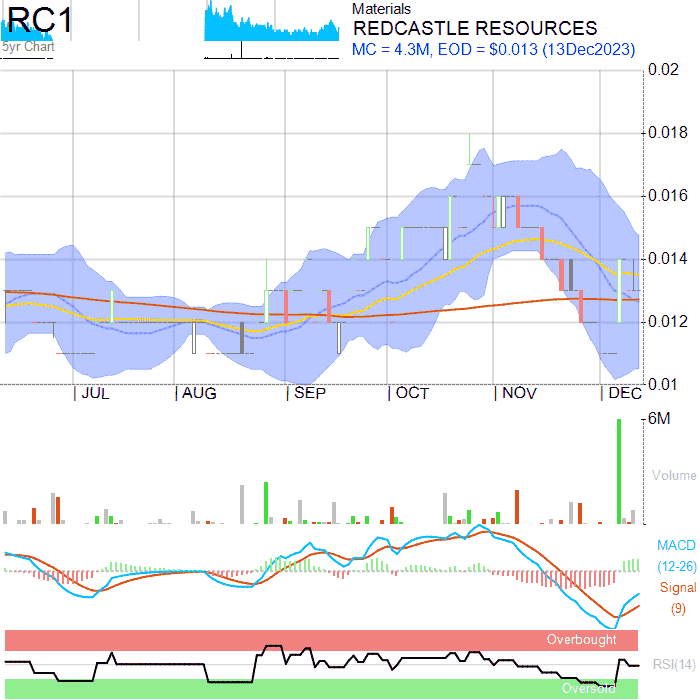 RC1
5yr Chart
Materials
REDCASTLE RESOURCES
MC = 4.3M, EOD = $0.013 (13Dec2023)
0.02
0.018
0.016
0.014
0.012
0.01
JUL AUG SEP OCT NOV DEC
6M
Volume
MACD
(12-26)
Signal
(9)
Overbought
RSI(14)
Oversold